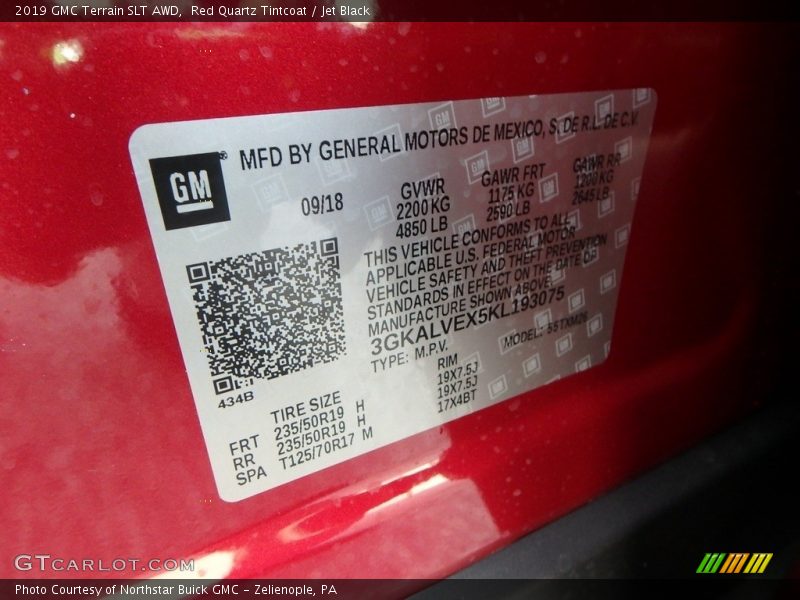 2019 GMC Terrain SLT AWD, Red Quartz Tintcoat / Jet Black
GM
MFD BY GENERAL MOTORS DE MEXICO, S. DE R.L. DE C.V.
09/18
GVWR GAWR FRT GAWR RR
2200 KG 1175 KG 1200 KG
4850 LB 2590 LB 2645 LB
THIS VEHICLE CONFORMS TO ALL
APPLICABLE U.S. FEDERAL MOTOR
VEHICLE SAFETY AND THEFT PREVENTION
STANDARDS IN EFFECT ON THE DATE OF
MANUFACTURE SHOWN ABOVE.
3GKALVEX5KL193075
TYPE: M.P.V. MODEL: 55TXM26
434B
TIRE SIZE RIM
FRT 235/50R19 H 19X7.5J
RR 235/50R19 H 19X7.5J
SPA T125/70R17 M 17X4BT
GTCARLOT.COM
Photo Courtesy of Northstar Buick GMC - Zelienople, PA